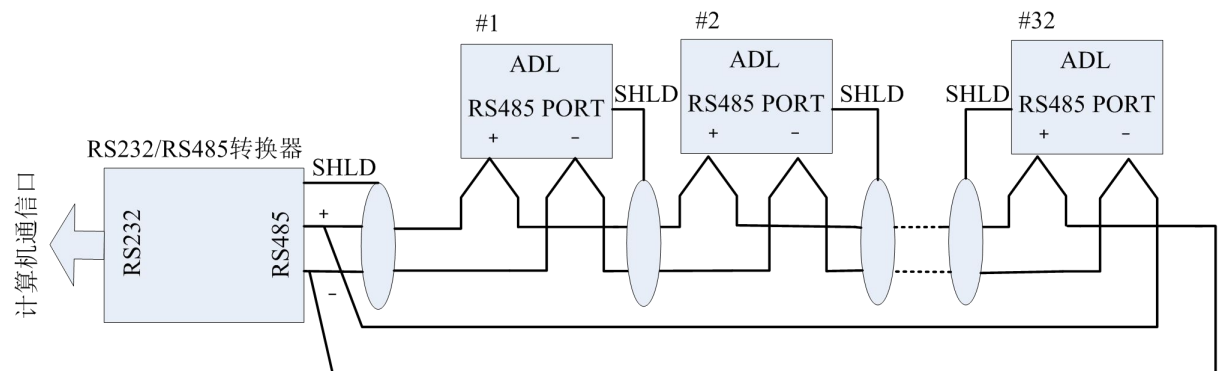 #1
#2
#32
ADL
RS485 PORT
+
-
SHLD
ADL
RS485 PORT
+
-
SHLD
SHLD
ADL
RS485 PORT
+
-
RS232/RS485转换器
SHLD
+
-
RS232
RS485
计算机通信口